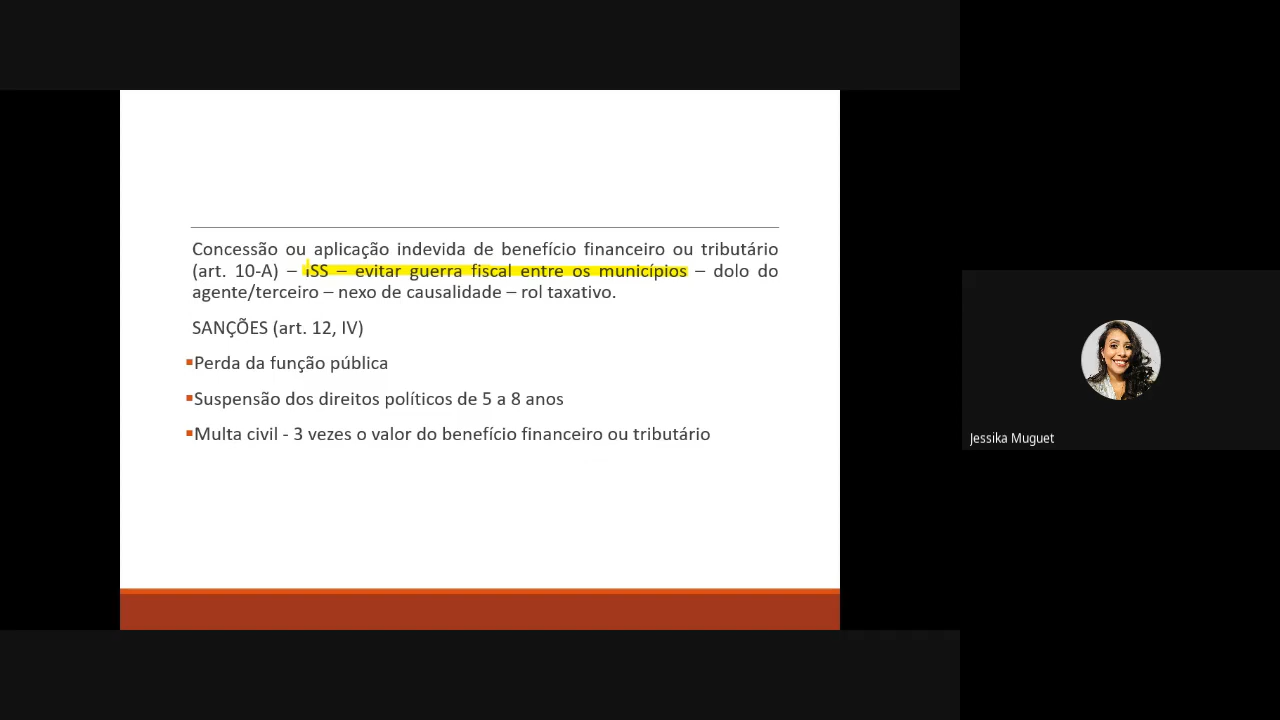 Concessão ou aplicação indevida de benefício financeiro ou tributário
(art. 10-A) – iSS – evitar guerra fiscal entre os municípios – dolo do
agente/terceiro – nexo de causalidade – rol taxativo.
SANÇÕES (art. 12, IV)
▪Perda da função pública
▪Suspensão dos direitos políticos de 5 a 8 anos
▪Multa civil - 3 vezes o valor do benefício financeiro ou tributário
Jessika Muguet